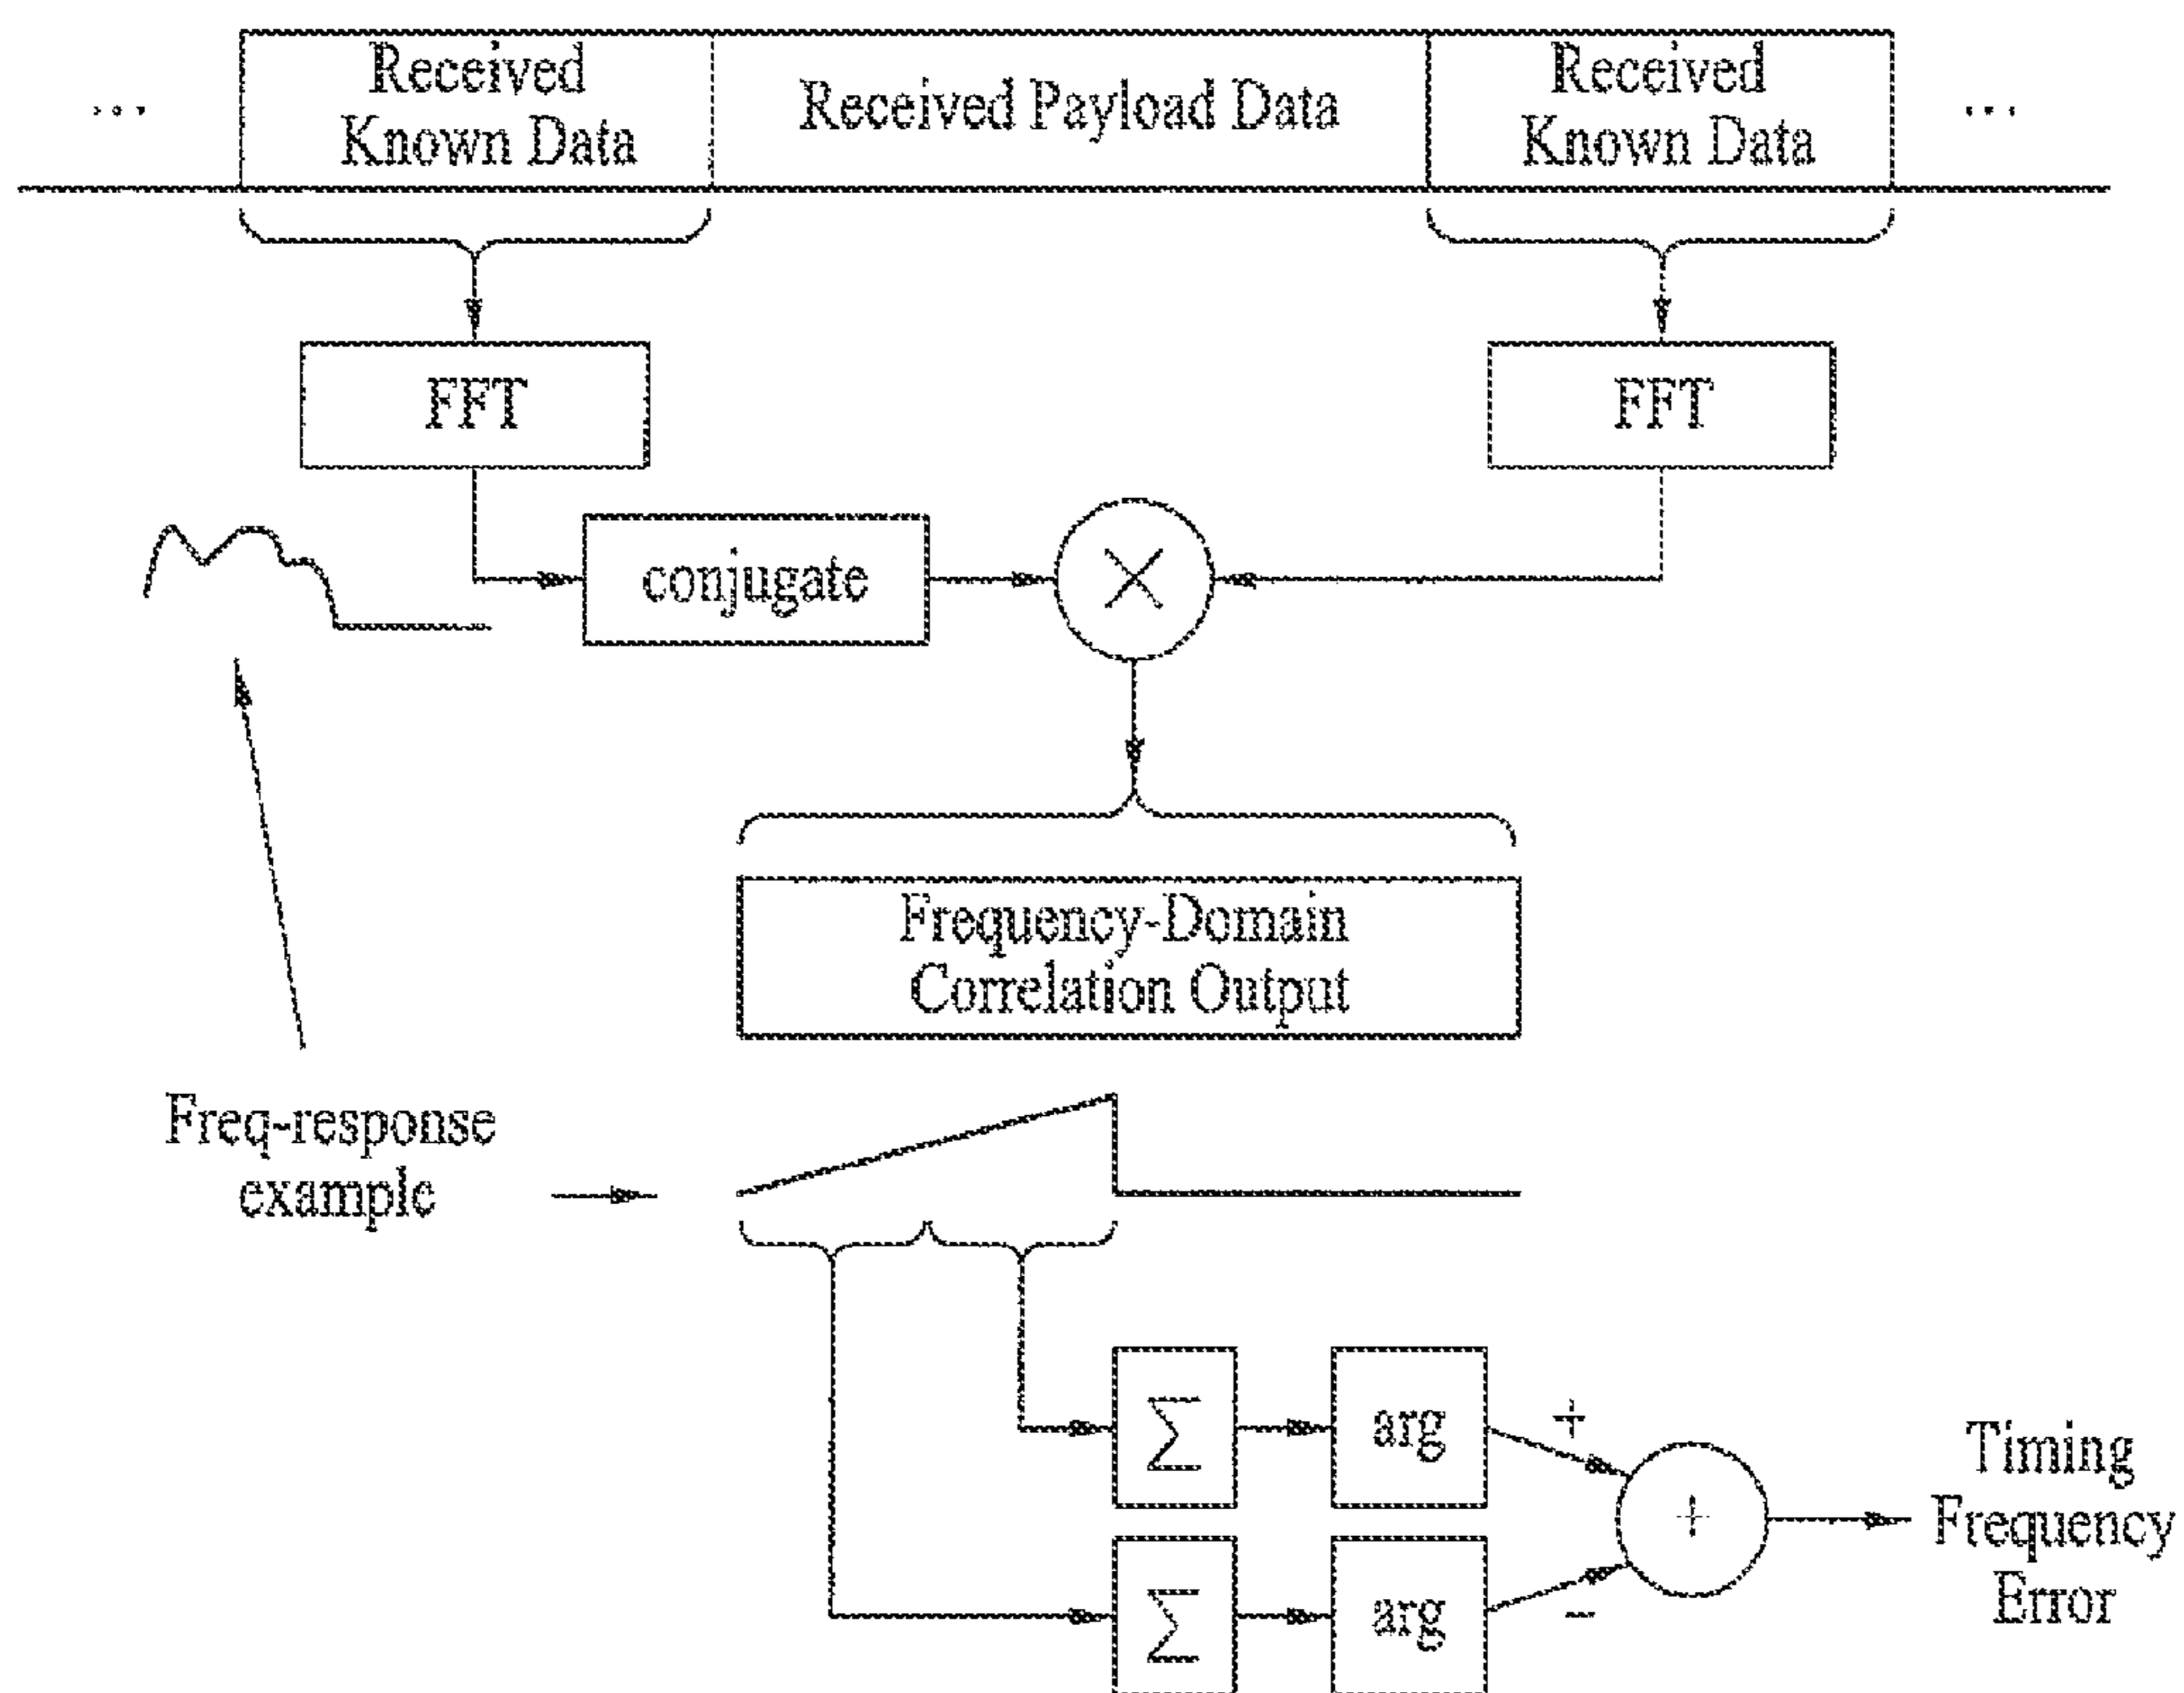 ...
Received
Known Data
Received Payload Data
Received
Known Data
...
FFT
FFT
conjugate
×
Frequency-Domain
Correlation Output
Freq-response
example
∑
arg
+
∑
arg
−
+
Timing
Frequency
Error